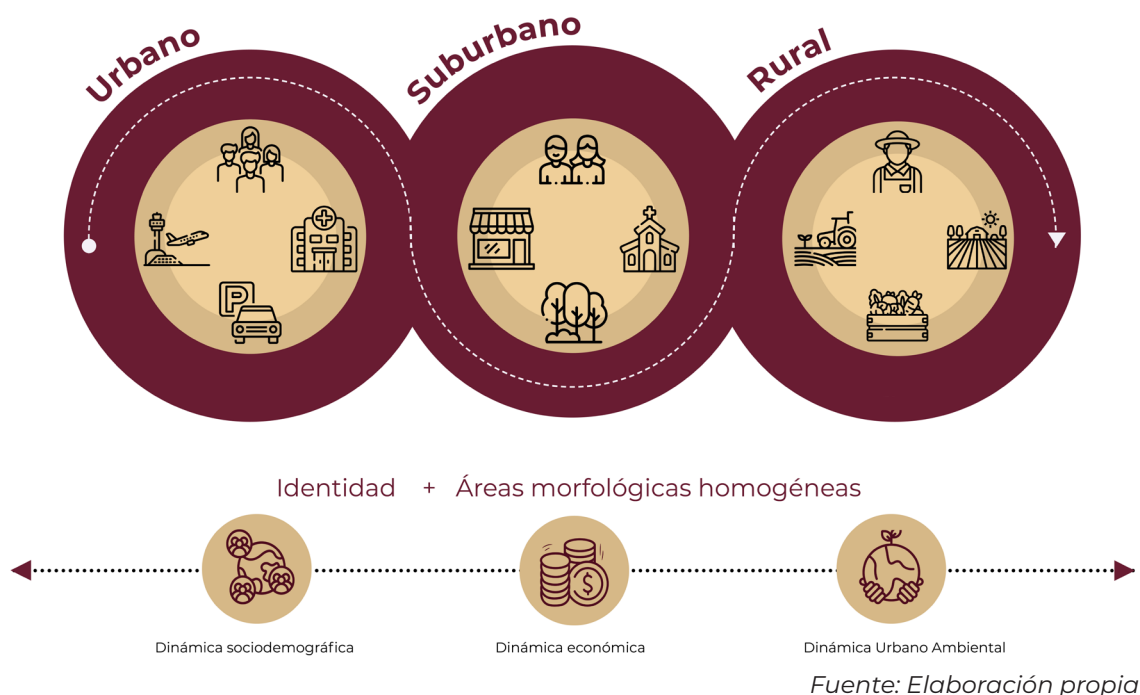 Urbano
Suburbano
Rural
P
$
Identidad + Áreas morfológicas homogéneas
Dinámica sociodemográfica
Dinámica económica
Dinámica Urbano Ambiental
Fuente: Elaboración propia